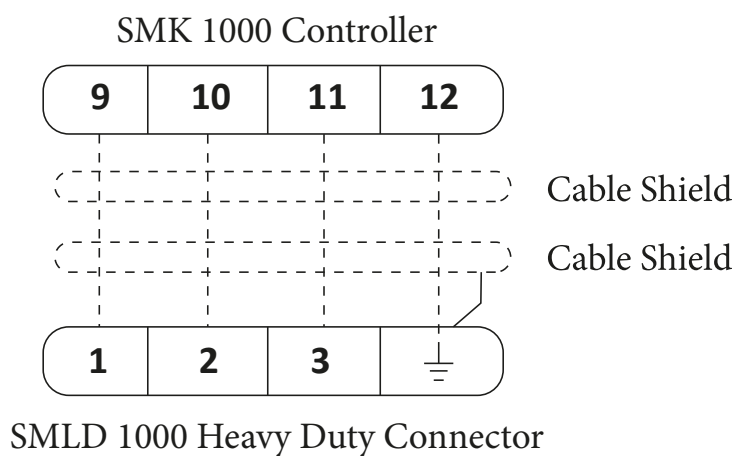 SMK 1000 Controller
9 10 11 12
Cable Shield
Cable Shield
1 2 3
SMLD 1000 Heavy Duty Connector